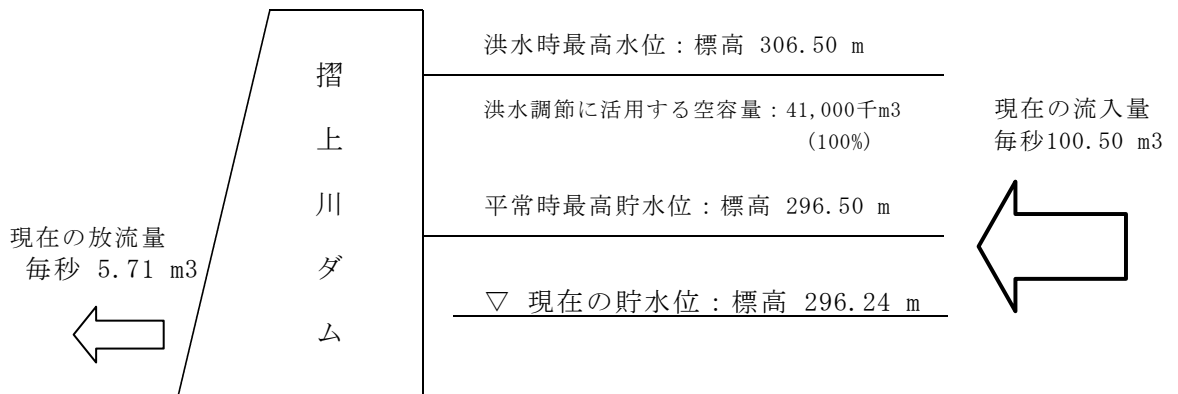 洪水時最高水位：標高 306.50 m
摺上川ダム
洪水調節に活用する空容量：41,000千m3
(100%)
現在の流入量
毎秒100.50 m3
平常時最高貯水位：標高 296.50 m
現在の放流量
毎秒 5.71 m3
▽ 現在の貯水位：標高 296.24 m